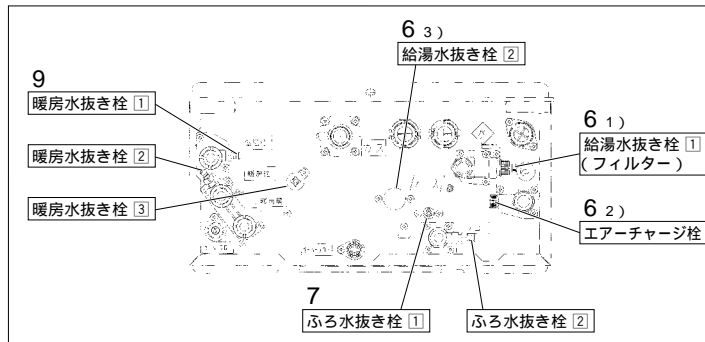 6 3）
給湯水抜き栓 2
9
暖房水抜き栓 1
6 1）
給湯水抜き栓 1
（フィルター）
暖房水抜き栓 2
暖房水抜き栓 3
6 2）
エアーチャージ栓
7
ふろ水抜き栓 1
ふろ水抜き栓 2